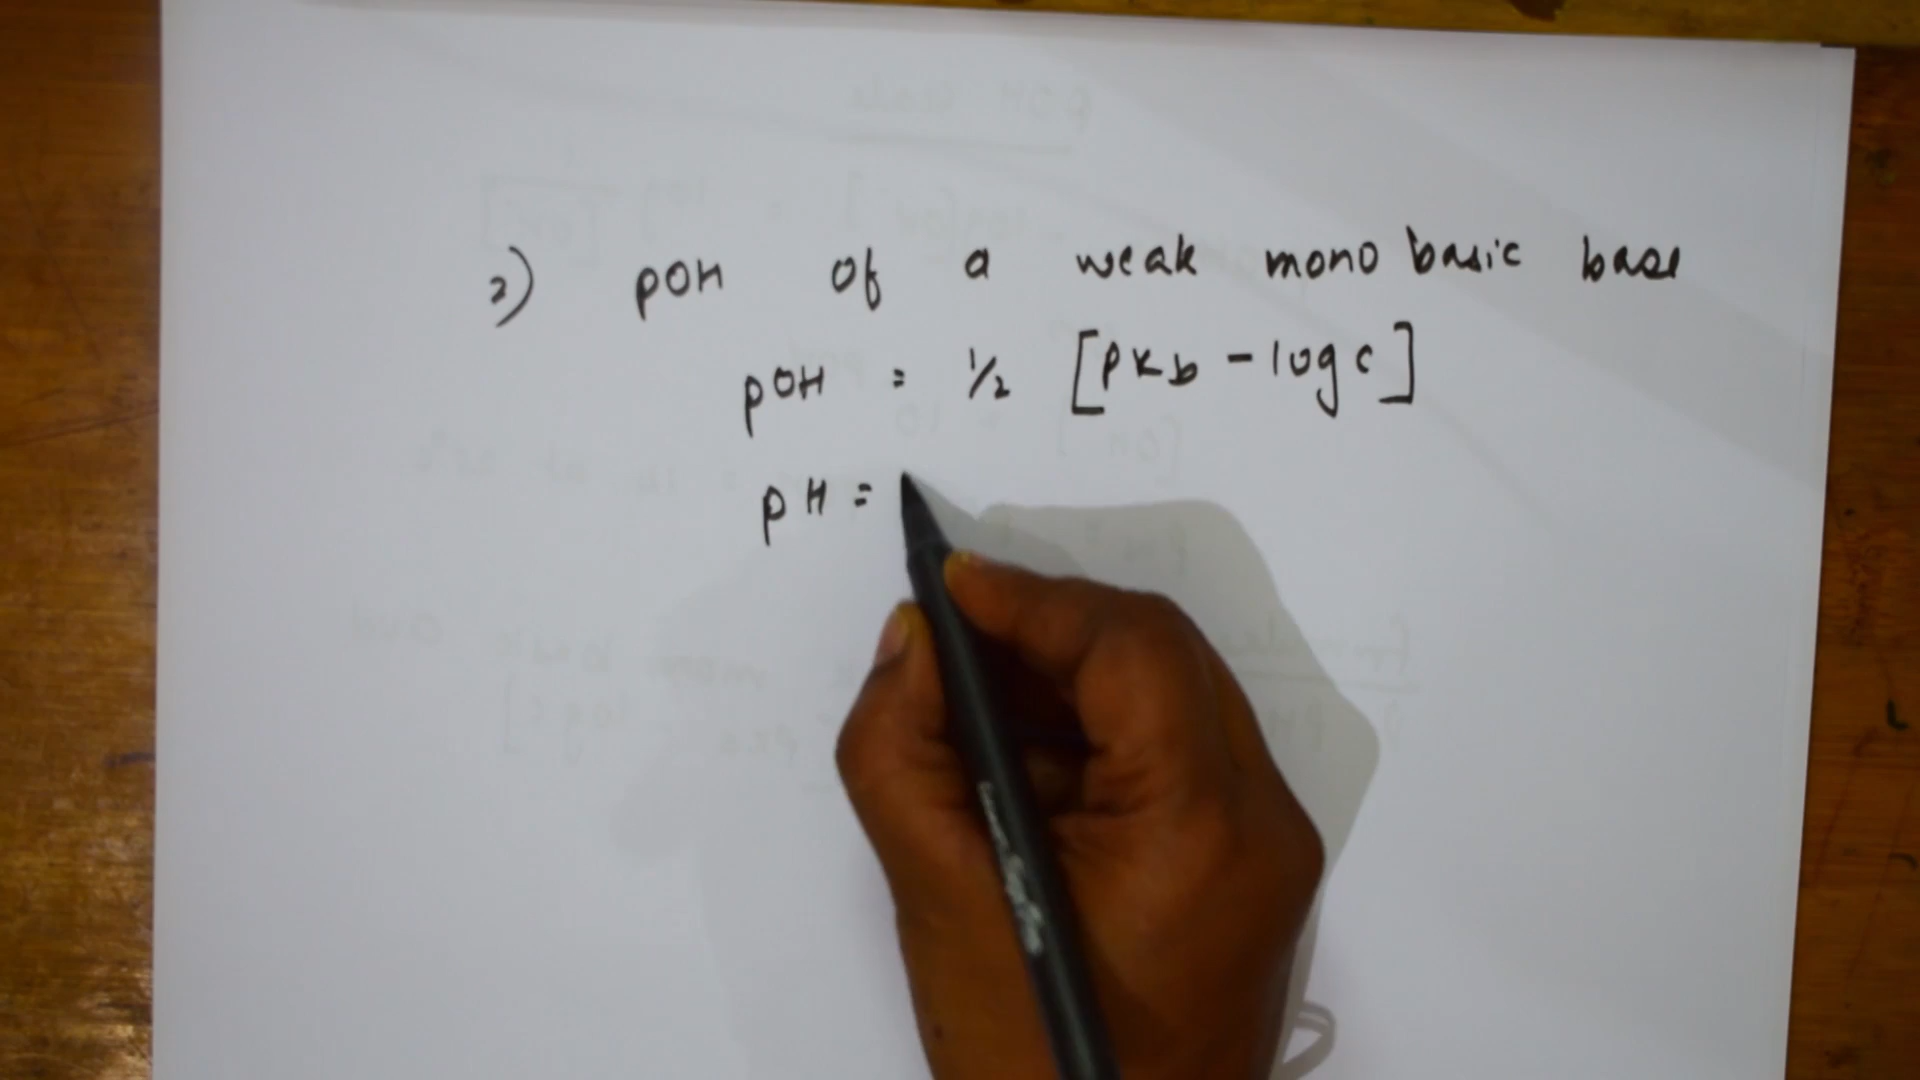 2) pOH of a weak mono basic base
pOH = 1/2 [pKb - log c]
pH =